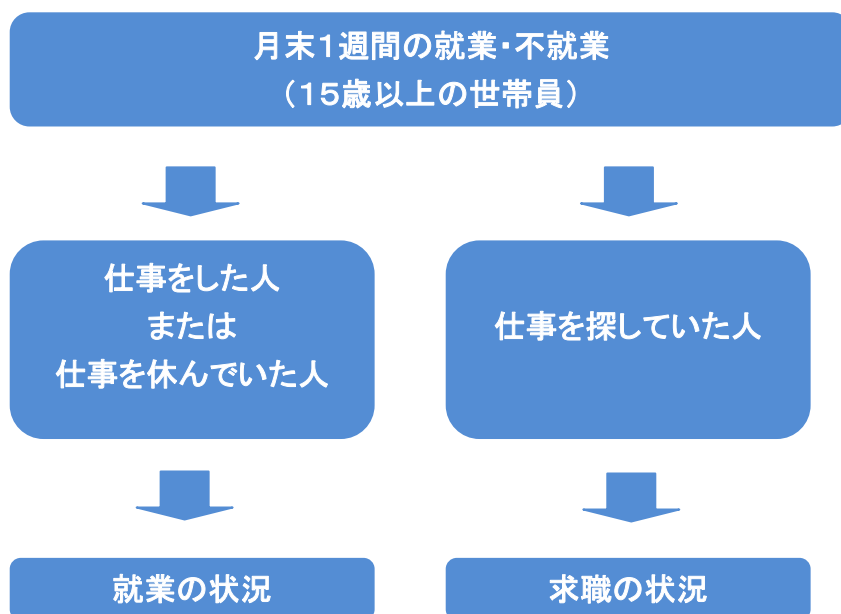 月末１週間の就業・不就業
（１５歳以上の世帯員）
仕事をした人
または
仕事を休んでいた人
仕事を探していた人
就業の状況
求職の状況